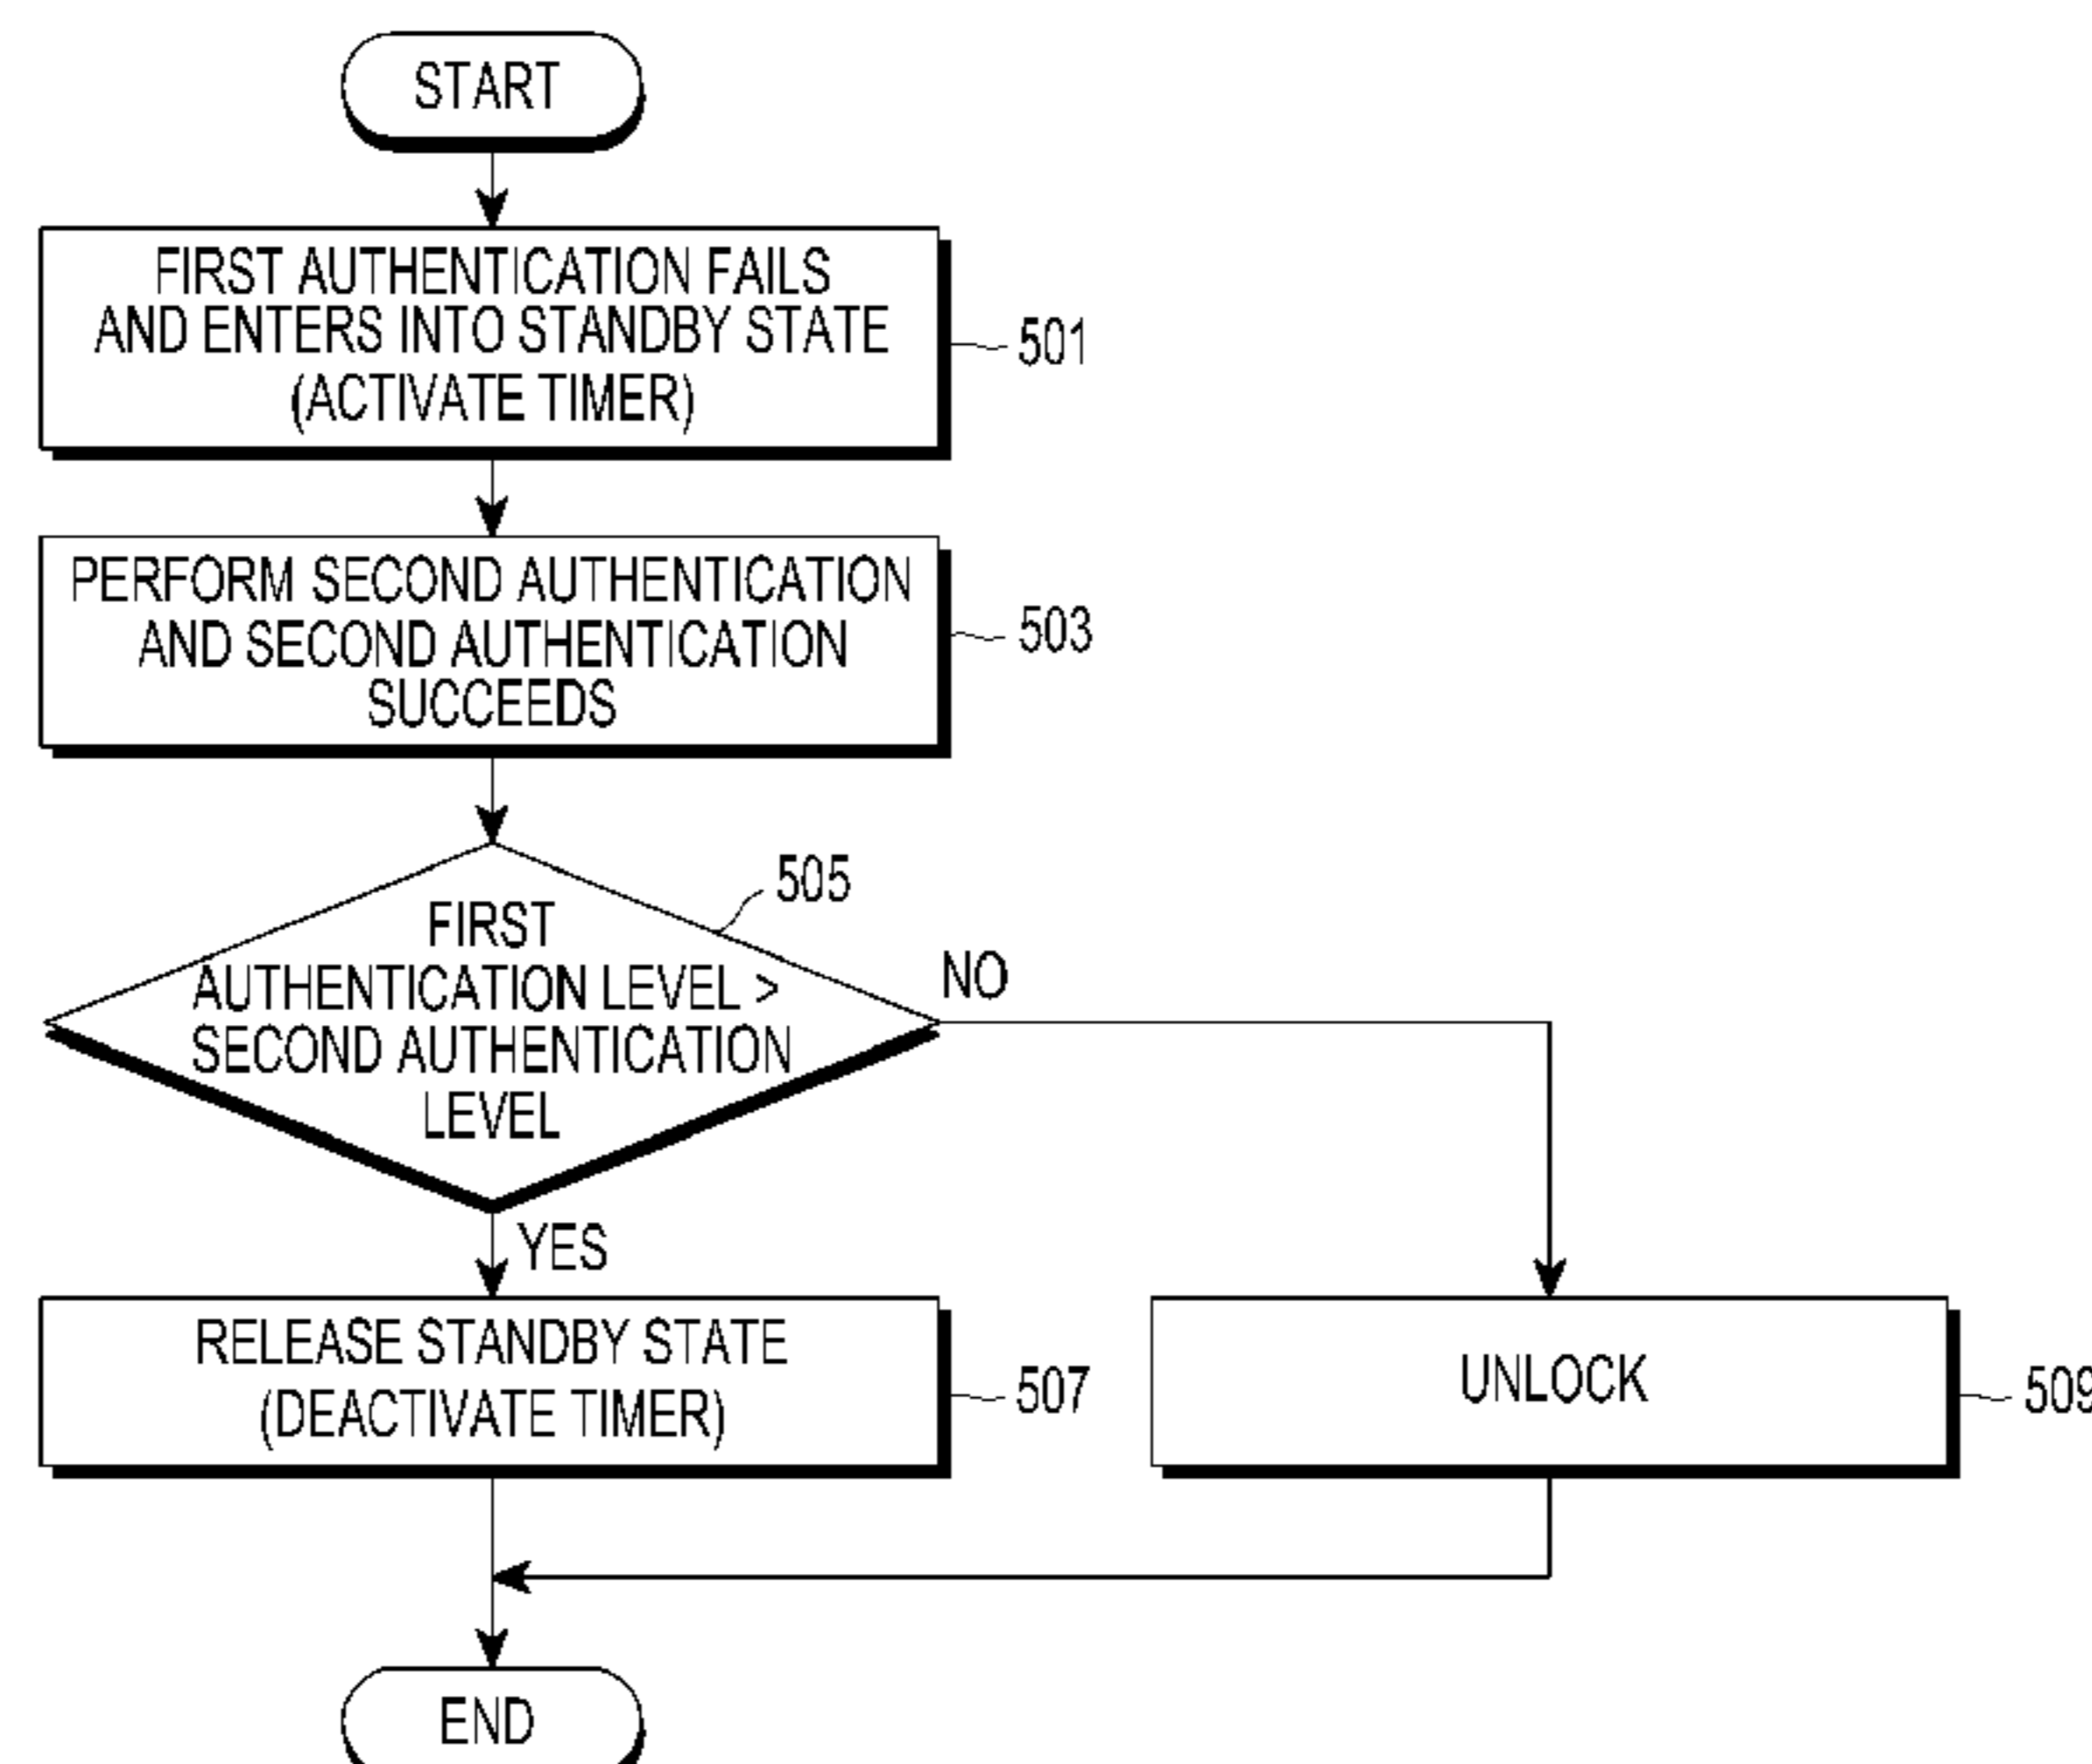 START
FIRST AUTHENTICATION FAILS
AND ENTERS INTO STANDBY STATE
(ACTIVATE TIMER)
501
PERFORM SECOND AUTHENTICATION
AND SECOND AUTHENTICATION
SUCCEEDS
503
505
FIRST
AUTHENTICATION LEVEL >
SECOND AUTHENTICATION
LEVEL
NO
YES
RELEASE STANDBY STATE
(DEACTIVATE TIMER)
507
UNLOCK
509
END